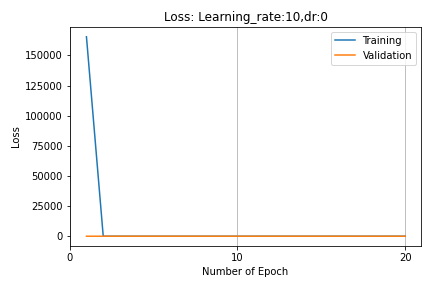 Loss: Learning_rate:10,dr:0
Training
Validation
150000
125000
100000
75000
50000
25000
0
Loss
0 10 20
Number of Epoch